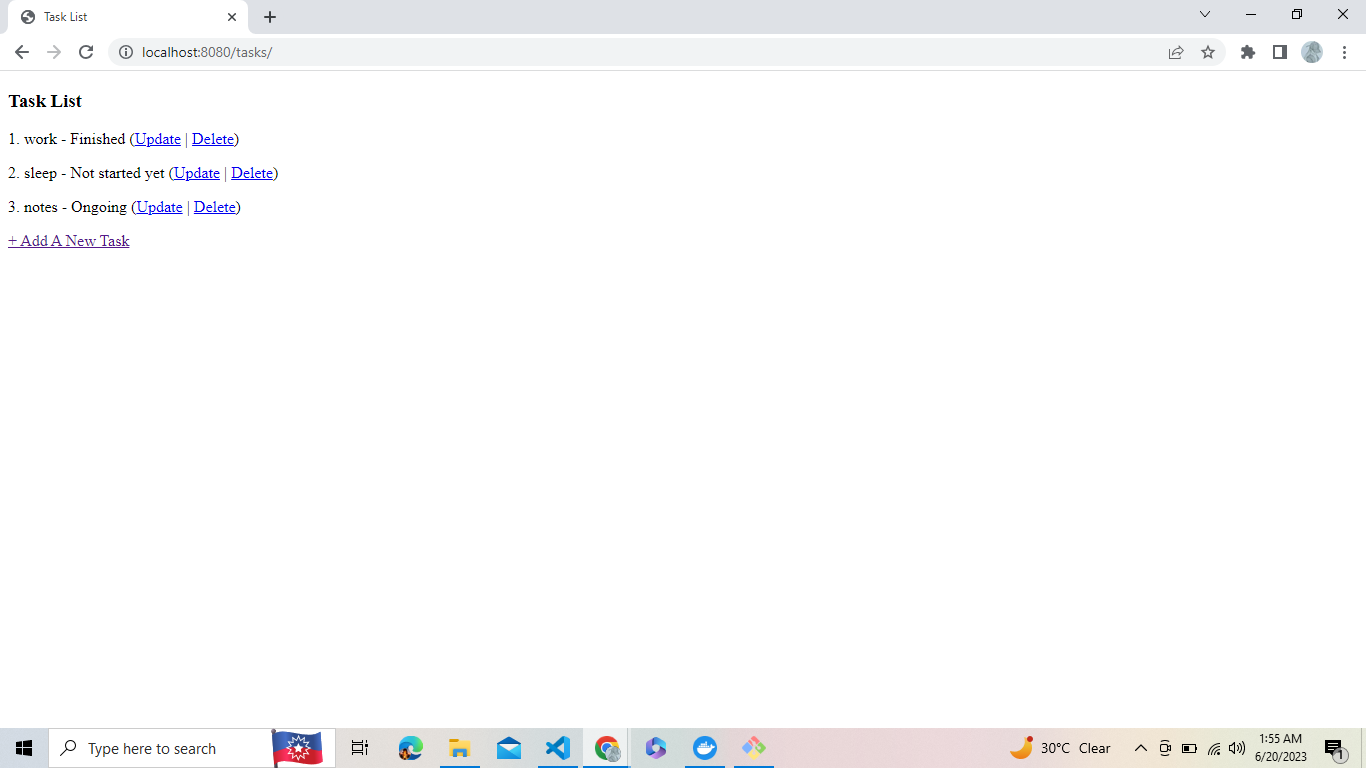 Task List
localhost:8080/tasks/
Task List
1. work - Finished (Update | Delete)
2. sleep - Not started yet (Update | Delete)
3. notes - Ongoing (Update | Delete)
+ Add A New Task
Type here to search
30°C Clear
1:55 AM
6/20/2023
1